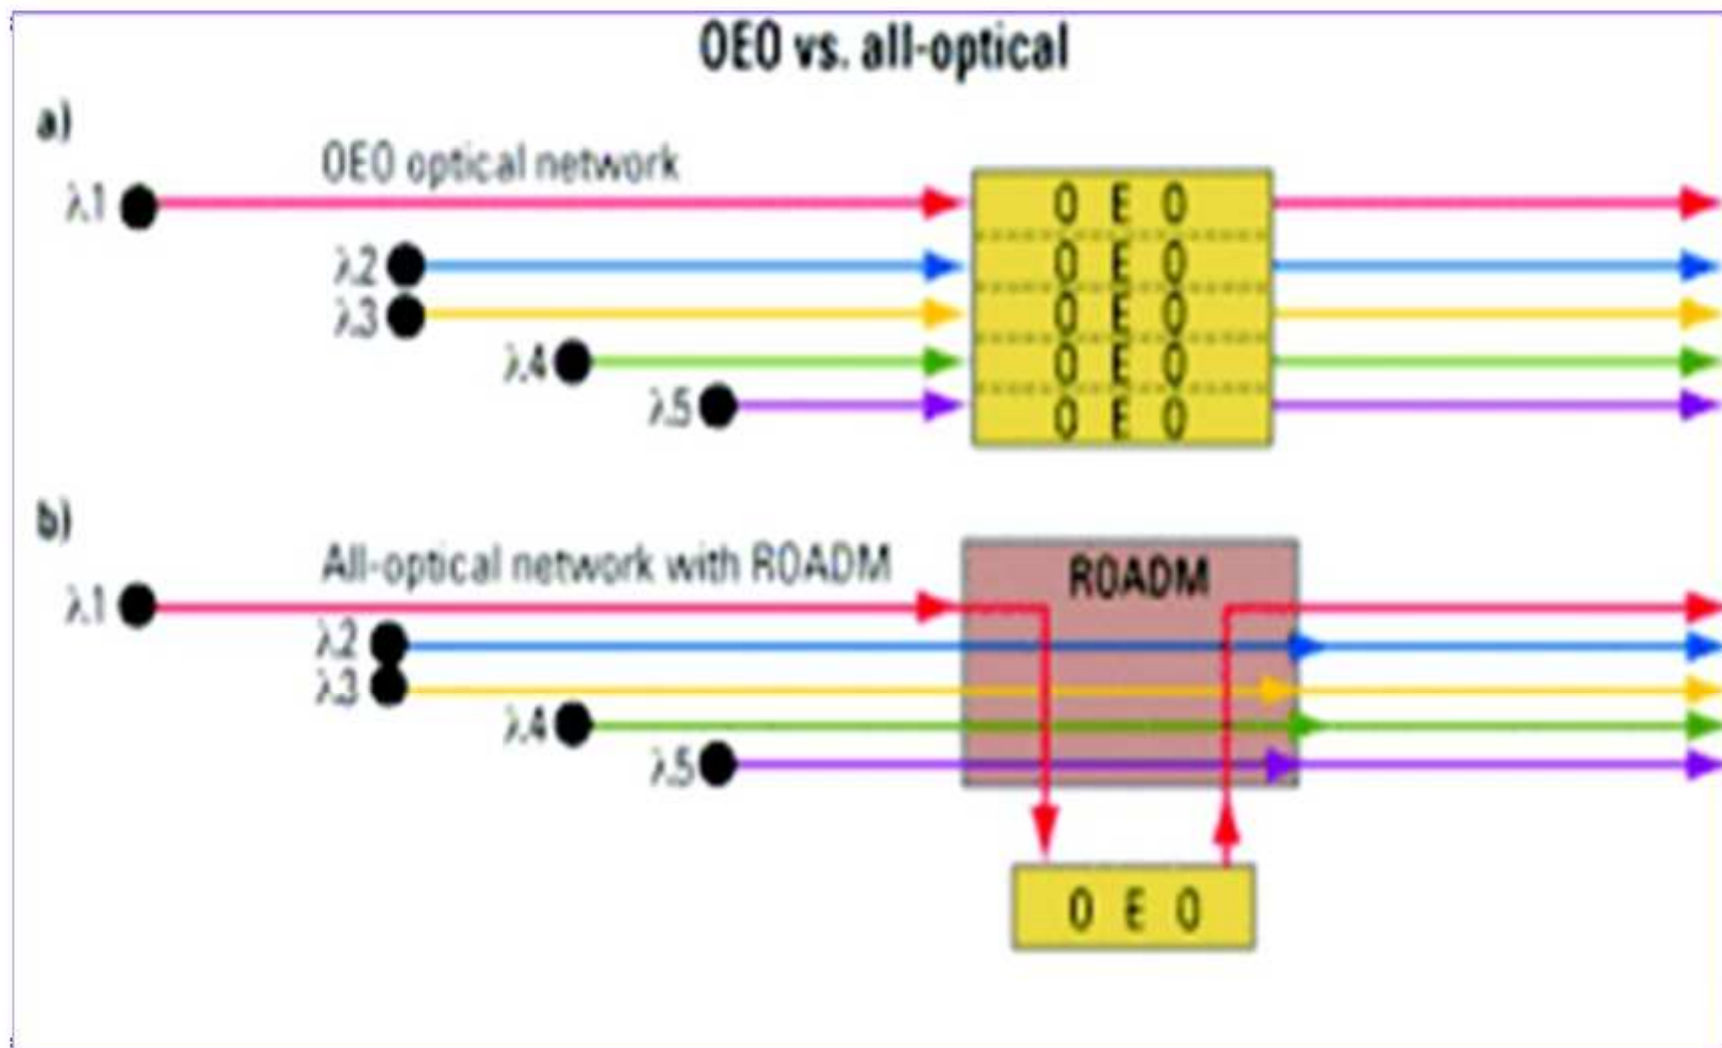 OEO vs. all-optical
a)
OEO optical network
λ1
λ2
λ3
λ4
λ5
O E O
O E O
O E O
O E O
O E O
b)
All-optical network with ROADM
ROADM
λ1
λ2
λ3
λ4
λ5
O E O